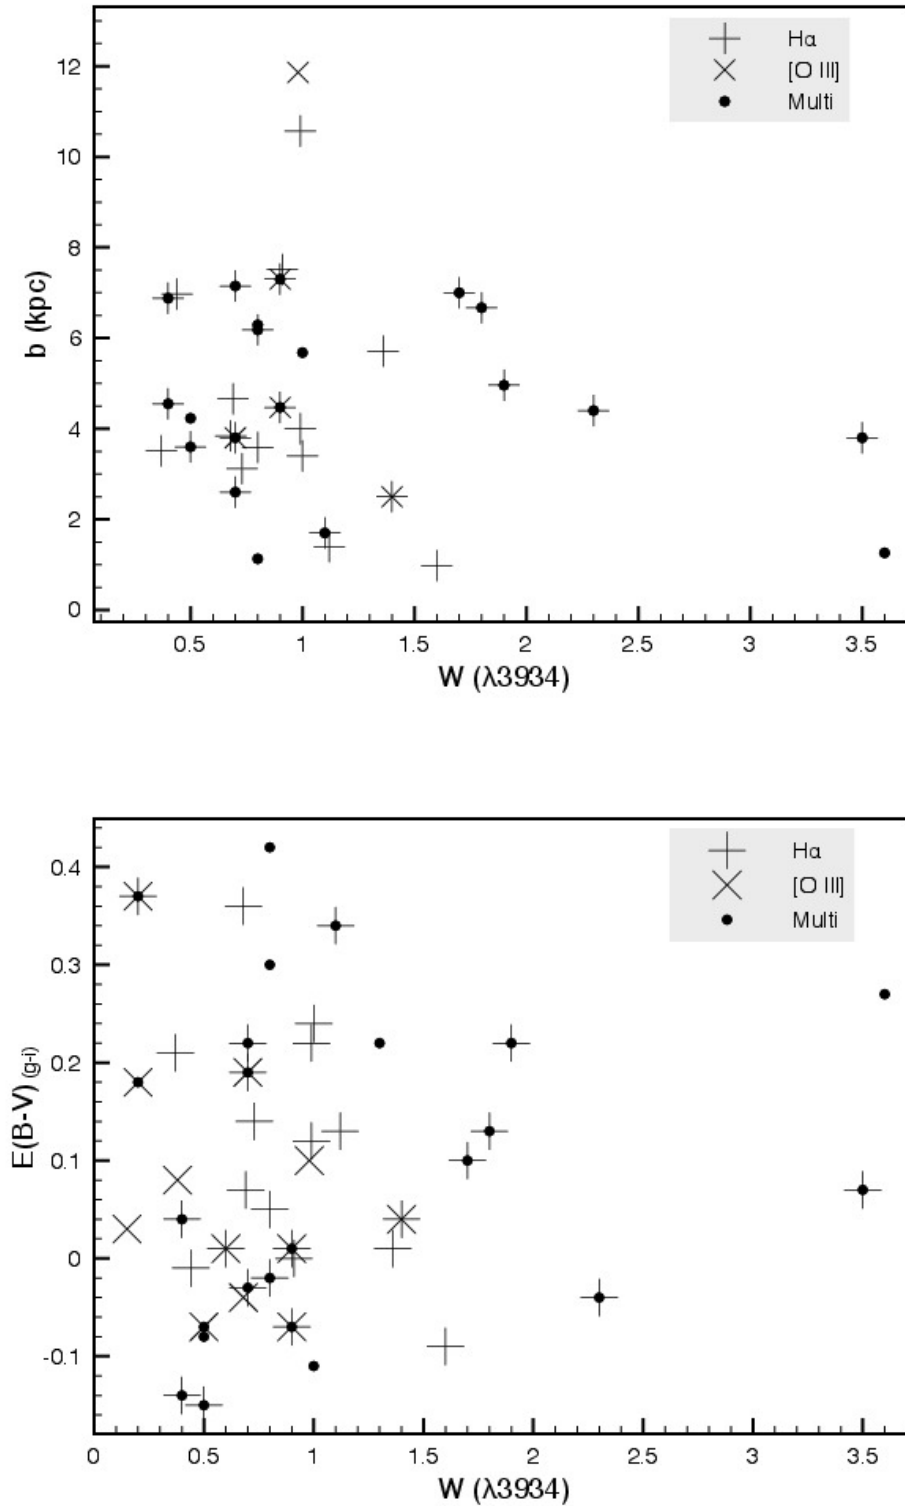 12
10
8
6
4
2
0
b (kpc)
Hα
[O III]
Multi
0.5 1 1.5 2 2.5 3 3.5
W (λ3934)
0.4
0.3
0.2
0.1
0
-0.1
E(B-V) (g-i)
Hα
[O III]
Multi
0 0.5 1 1.5 2 2.5 3 3.5
W (λ3934)